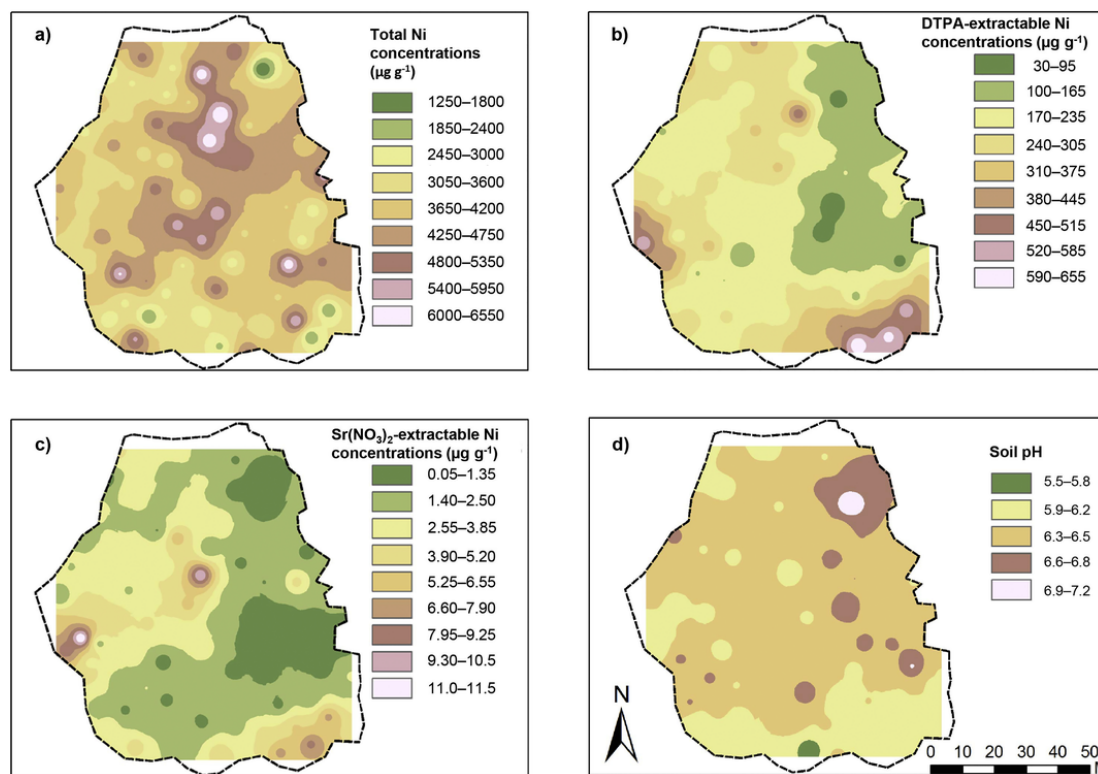 a)
Total Ni
concentrations
(µg g⁻¹)
1250–1800
1850–2400
2450–3000
3050–3600
3650–4200
4250–4750
4800–5350
5400–5950
6000–6550
b)
DTPA-extractable Ni
concentrations (µg g⁻¹)
30–95
100–165
170–235
240–305
310–375
380–445
450–515
520–585
590–655
c)
Sr(NO₃)₂-extractable Ni
concentrations (µg g⁻¹)
0.05–1.35
1.40–2.50
2.55–3.85
3.90–5.20
5.25–6.55
6.60–7.90
7.95–9.25
9.30–10.5
11.0–11.5
d)
Soil pH
5.5–5.8
5.9–6.2
6.3–6.5
6.6–6.8
6.9–7.2
N
0 10 20 30 40 50